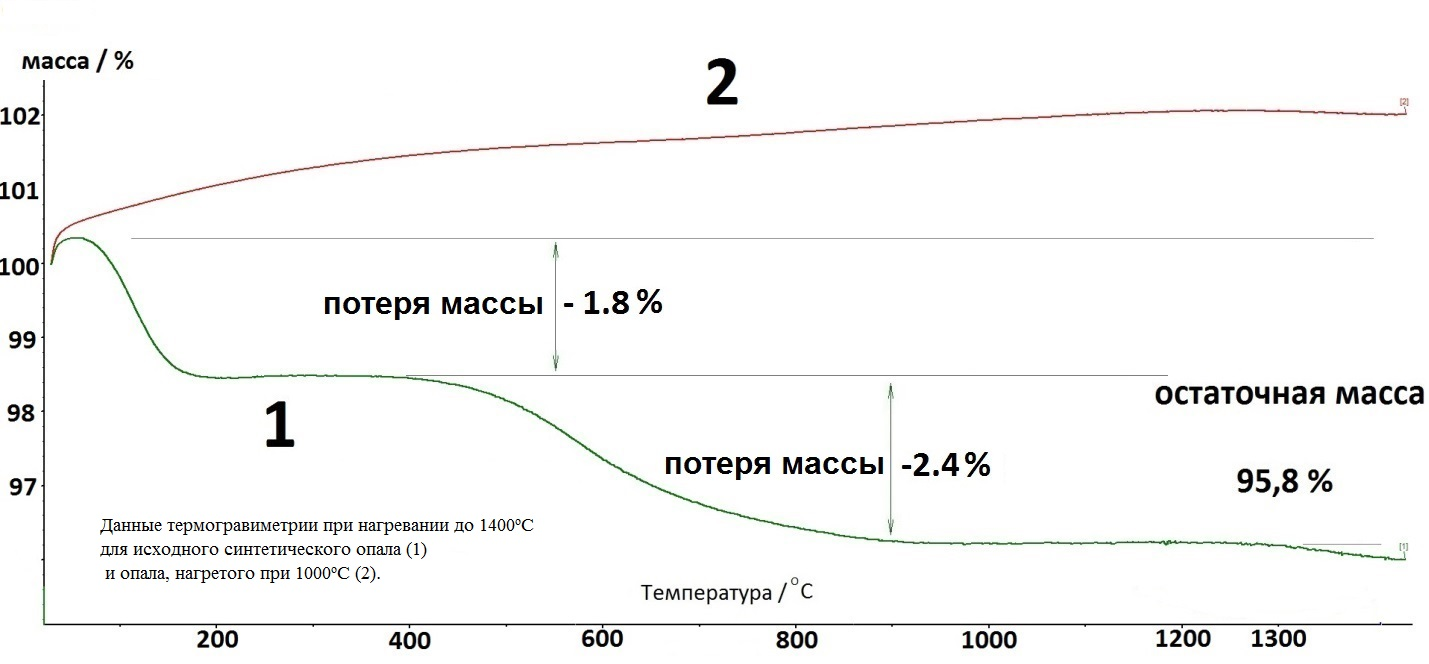 масса / %
2
102
[2]
101
100
потеря массы - 1.8 %
99
98
1
остаточная масса
потеря массы -2.4 %
95,8 %
97
Данные термогравиметрии при нагревании до 1400ºС
для исходного синтетического опала (1)
и опала, нагретого при 1000ºС (2).
[1]
Температура / °C
200 400 600 800 1000 1200 1300